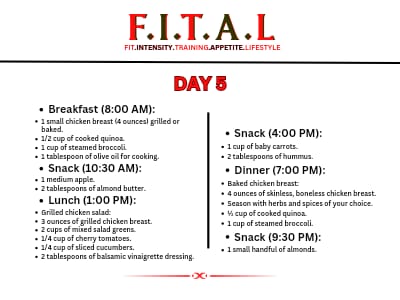 F.I.T.A.L
FIT.INTENSITY.TRAINING.APPETITE.LIFESTYLE
DAY 5
• Breakfast (8:00 AM):
• 1 small chicken breast (4 ounces) grilled or
baked.
• 1/2 cup of cooked quinoa.
• 1 cup of steamed broccoli.
• 1 tablespoon of olive oil for cooking.
• Snack (10:30 AM):
• 1 medium apple.
• 2 tablespoons of almond butter.
• Lunch (1:00 PM):
• Grilled chicken salad:
• 3 ounces of grilled chicken breast.
• 2 cups of mixed salad greens.
• 1/4 cup of cherry tomatoes.
• 1/4 cup of sliced cucumbers.
• 2 tablespoons of balsamic vinaigrette dressing.
• Snack (4:00 PM):
• 1 cup of baby carrots.
• 2 tablespoons of hummus.
• Dinner (7:00 PM):
• Baked chicken breast:
• 4 ounces of skinless, boneless chicken breast.
• Season with herbs and spices of your choice.
• ½ cup of cooked quinoa.
• 1 cup of steamed broccoli.
• Snack (9:30 PM):
• 1 small handful of almonds.